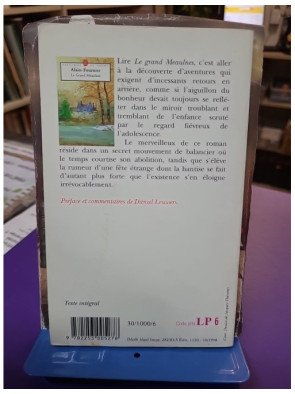 Alain-Fournier
Le Grand Meaulnes
Lire Le grand Meaulnes, c'est aller
à la découverte d'aventures qui
exigent d'incessants retours en
arrière, comme si l'aiguillon du
bonheur devait toujours se reflé-
ter dans le miroir troublant et
tremblant de l'enfance scruté
par le regard fiévreux de
l'adolescence.
Le merveilleux de ce roman
réside dans un secret mouvement de balancier où
le temps courtise son abolition, tandis que s'élève
la rumeur d'une fête étrange dont la hantise se fait
d'autant plus forte que l'existence s'en éloigne
irrévocablement.
Préface et commentaires de Daniel Leuwers.
Texte intégral
30/1000/6
Code prix LP 6